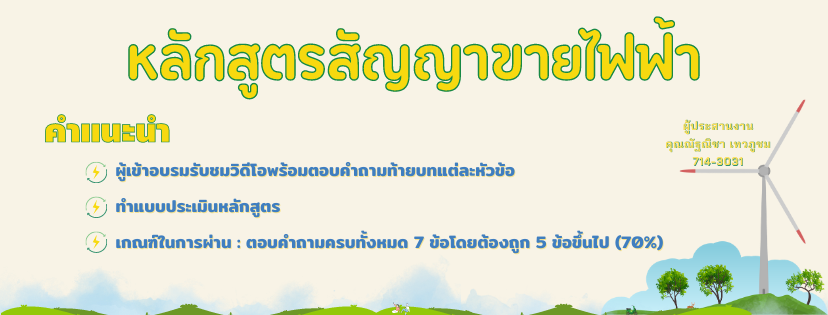 หลักสูตรสัญญาขายไฟฟ้า
คำแนะนำ
ผู้ประสานงาน
คุณณัฐณิชา เทวภูชม
714-3031
ผู้เข้าอบรมรับชมวิดีโอพร้อมตอบคำถามท้ายบทแต่ละหัวข้อ
ทำแบบประเมินหลักสูตร
เกณฑ์ในการผ่าน : ตอบคำถามครบทั้งหมด 7 ข้อโดยต้องถูก 5 ข้อขึ้นไป (70%)